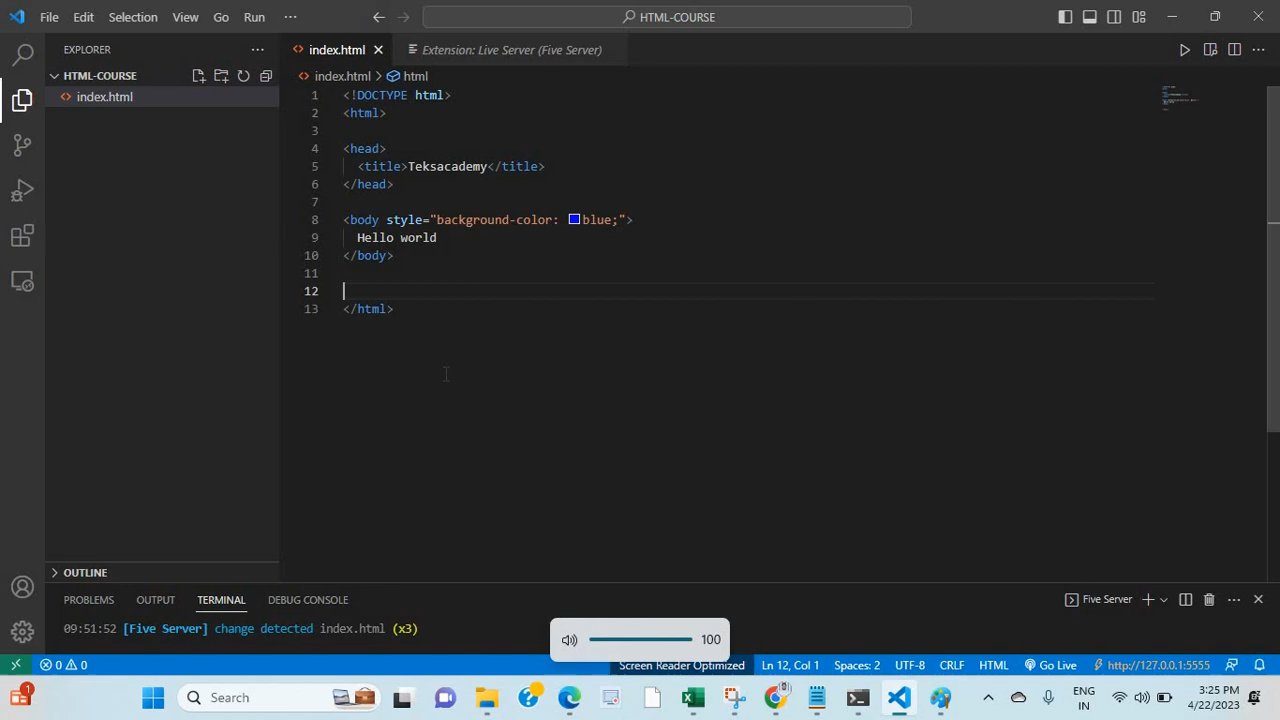 File Edit Selection View Go Run ··· HTML-COURSE
EXPLORER ··· index.html Extension: Live Server (Five Server)
HTML-COURSE index.html > html
index.html
1 <!DOCTYPE html>
2 <html>
3
4 <head>
5 <title>Teksacademy</title>
6 </head>
7
8 <body style="background-color: blue;">
9 Hello world
10 </body>
11
12
13 </html>
OUTLINE
PROBLEMS OUTPUT TERMINAL DEBUG CONSOLE Five Server
09:51:52 [Five Server] change detected index.html (x3)
100
0 0 Screen Reader Optimized Ln 12, Col 1 Spaces: 2 UTF-8 CRLF HTML Go Live http://127.0.0.1:5555
1 Search ENG IN 3:25 PM
4/22/2023